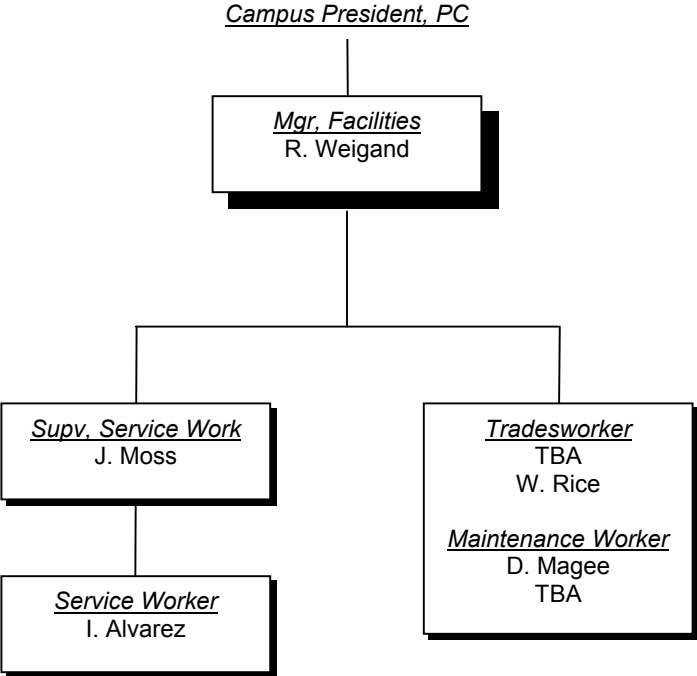 Campus President, PC
Mgr, Facilities
R. Weigand
Supv, Service Work
J. Moss
Service Worker
I. Alvarez
Tradesworker
TBA
W. Rice
Maintenance Worker
D. Magee
TBA